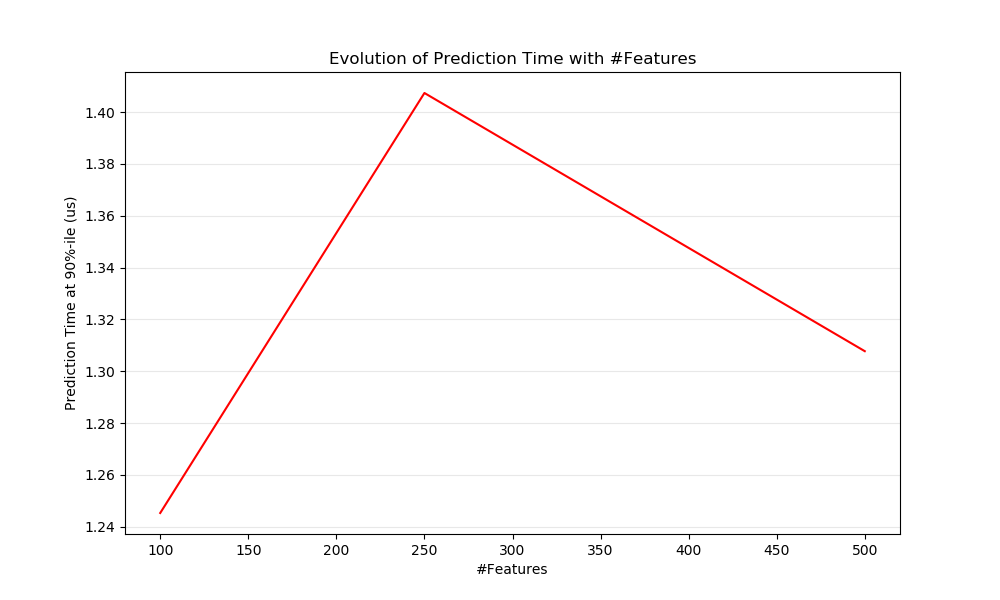 Evolution of Prediction Time with #Features
Prediction Time at 90%-ile (us)
1.40
1.38
1.36
1.34
1.32
1.30
1.28
1.26
1.24
100 150 200 250 300 350 400 450 500
#Features